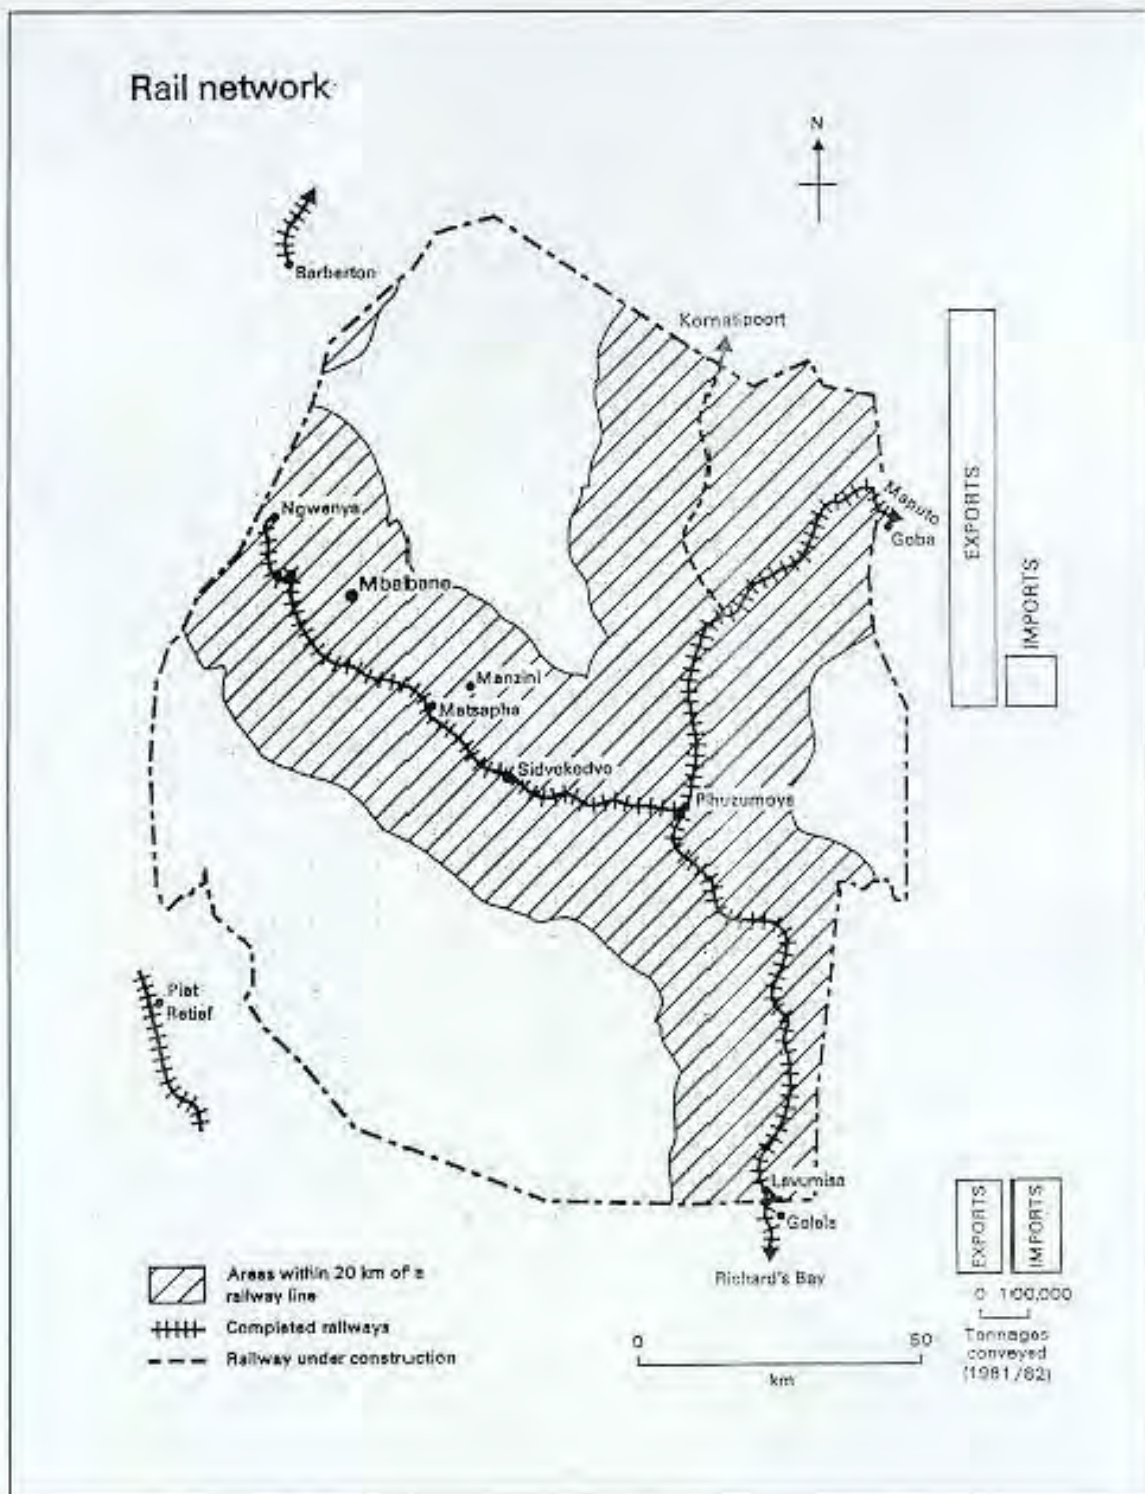 Rail network
N
Barberton
Komatipoort
Ngwenya
Maputo
Goba
EXPORTS
IMPORTS
Mbabane
Manzini
Matsapha
Sidvokodvo
Phuzumoya
Piet
Retief
Lavumisa
Golela
Richard's Bay
EXPORTS
IMPORTS
0 100,000
Tonnages
conveyed
(1981/82)
Areas within 20 km of a
railway line
Completed railways
Railway under construction
0 50
km